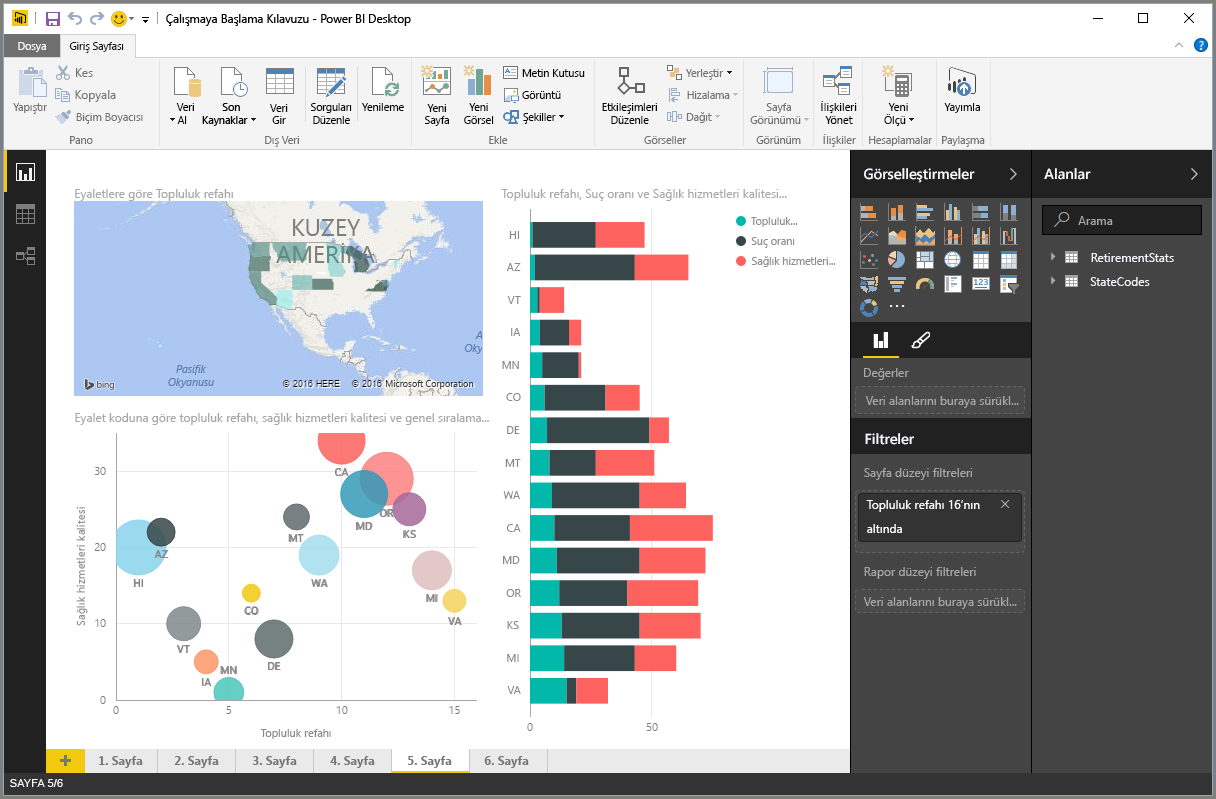 Çalışmaya Başlama Kılavuzu - Power BI Desktop
Dosya
Giriş Sayfası
Yapıştır
Kes
Kopyala
Biçim Boyacısı
Pano
Veri
Al
Son
Kaynaklar
Veri
Gir
Sorguları
Düzenle
Yenileme
Dış Veri
Yeni
Sayfa
Yeni
Görsel
Metin Kutusu
Görüntü
Şekiller
Ekle
Etkileşimleri
Düzenle
Yerleştir
Hizalama
Dağıt
Görseller
Sayfa
Görünümü
Görünüm
İlişkileri
Yönet
İlişkiler
Yeni
Ölçü
Hesaplamalar
Yayımla
Paylaşma
Eyaletlere göre Topluluk refahı
KUZEY
AMERİKA
Pasifik
Okyanusu
A
Oky
bing
© 2016 HERE © 2016 Microsoft Corporation
Eyalet koduna göre topluluk refahı, sağlık hizmetleri kalitesi ve genel sıralama...
Sağlık hizmetleri kalitesi
30
20
10
0
CA
OR
MD
KS
MT
AZ
HI
WA
MI
CO
VA
VT
DE
IA
MN
0
5
10
15
Topluluk refahı
Topluluk refahı, Suç oranı ve Sağlık hizmetleri kalitesi...
Topluluk...
Suç oranı
Sağlık hizmetleri...
HI
AZ
VT
IA
MN
CO
DE
MT
WA
CA
MD
OR
KS
MI
VA
0
50
Görselleştirmeler
123
Değerler
Veri alanlarını buraya sürükl...
Filtreler
Sayfa düzeyi filtreleri
Topluluk refahı 16’nın
altında
Rapor düzeyi filtreleri
Veri alanlarını buraya sürükl...
Alanlar
Arama
RetirementStats
StateCodes
1. Sayfa
2. Sayfa
3. Sayfa
4. Sayfa
5. Sayfa
6. Sayfa
SAYFA 5/6